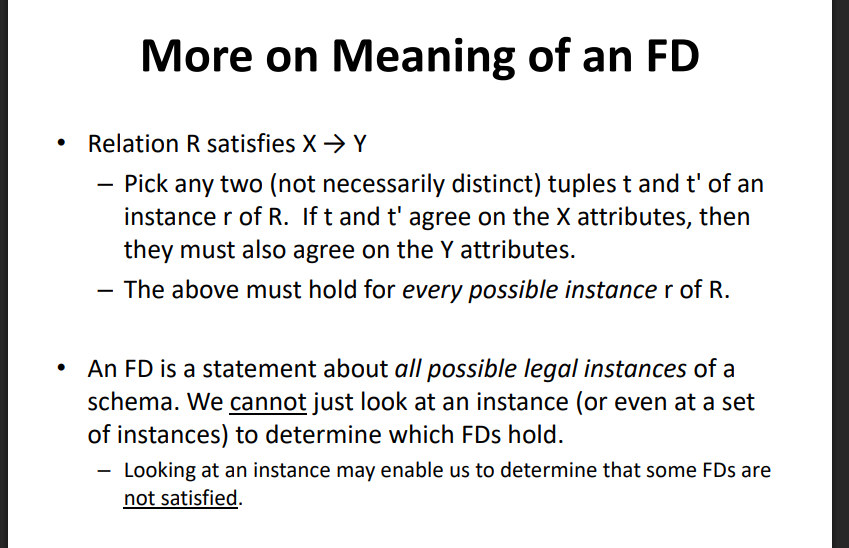 More on Meaning of an FD
• Relation R satisfies X → Y
– Pick any two (not necessarily distinct) tuples t and t' of an
instance r of R. If t and t' agree on the X attributes, then
they must also agree on the Y attributes.
– The above must hold for every possible instance r of R.
• An FD is a statement about all possible legal instances of a
schema. We cannot just look at an instance (or even at a set
of instances) to determine which FDs hold.
– Looking at an instance may enable us to determine that some FDs are
not satisfied.